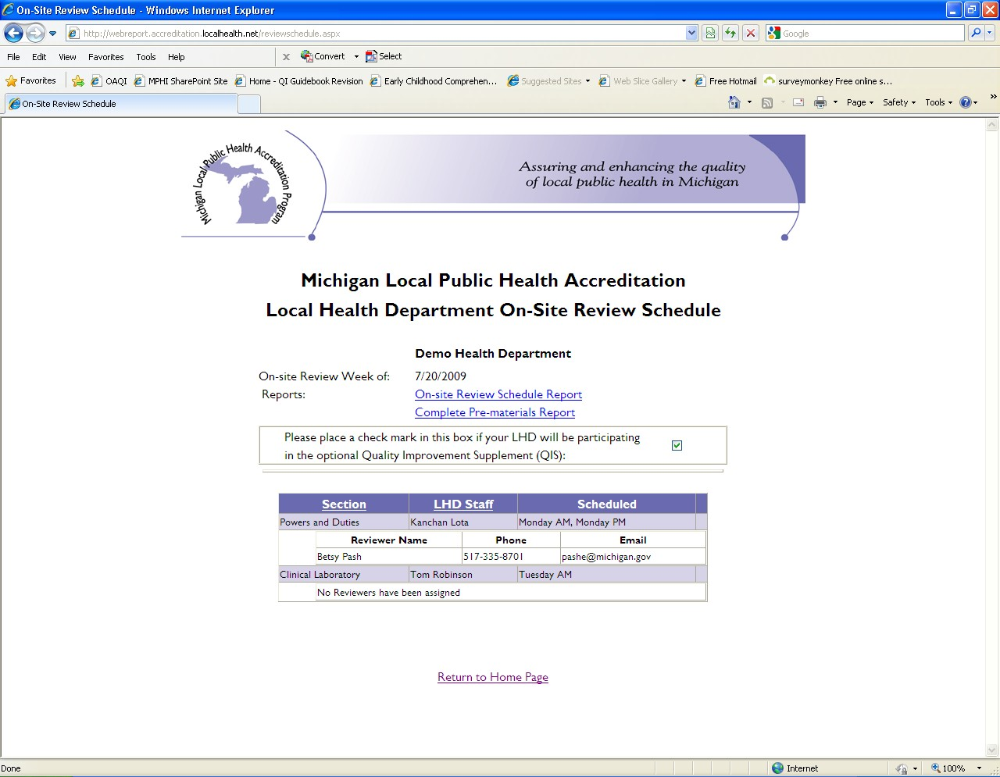 On-Site Review Schedule - Windows Internet Explorer
http://webreport.accreditation.localhealth.net/reviewschedule.aspx
Google
File Edit View Favorites Tools Help
x Convert Select
Favorites OAQI MPHI SharePoint Site Home - QI Guidebook Revision Early Childhood Comprehen... Suggested Sites Web Slice Gallery Free Hotmail surveymonkey Free online s...
On-Site Review Schedule
Page Safety Tools »
Michigan Local Public Health Accreditation Program
Assuring and enhancing the quality
of local public health in Michigan
Michigan Local Public Health Accreditation
Local Health Department On-Site Review Schedule
Demo Health Department
On-site Review Week of: 7/20/2009
Reports: On-site Review Schedule Report
Complete Pre-materials Report
Please place a check mark in this box if your LHD will be participating
in the optional Quality Improvement Supplement (QIS):
Section LHD Staff Scheduled
Powers and Duties Kanchan Lota Monday AM, Monday PM
Reviewer Name Phone Email
Betsy Pash 517-335-8701 pashe@michigan.gov
Clinical Laboratory Tom Robinson Tuesday AM
No Reviewers have been assigned
Return to Home Page
Done Internet 100%